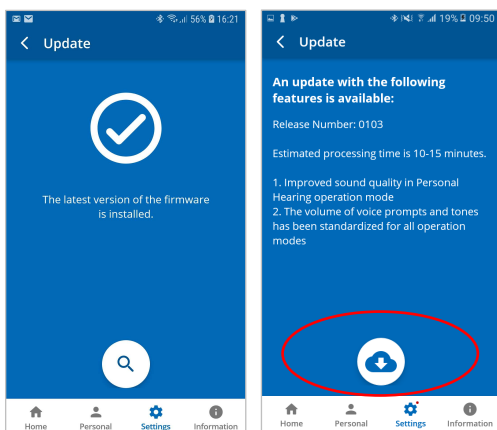 56% 16:21
Update
The latest version of the firmware
is installed.
Home Personal Settings Information
19% 09:50
Update
An update with the following
features is available:
Release Number: 0103
Estimated processing time is 10-15 minutes.
1. Improved sound quality in Personal
Hearing operation mode
2. The volume of voice prompts and tones
has been standardized for all operation
modes
Home Personal Settings Information